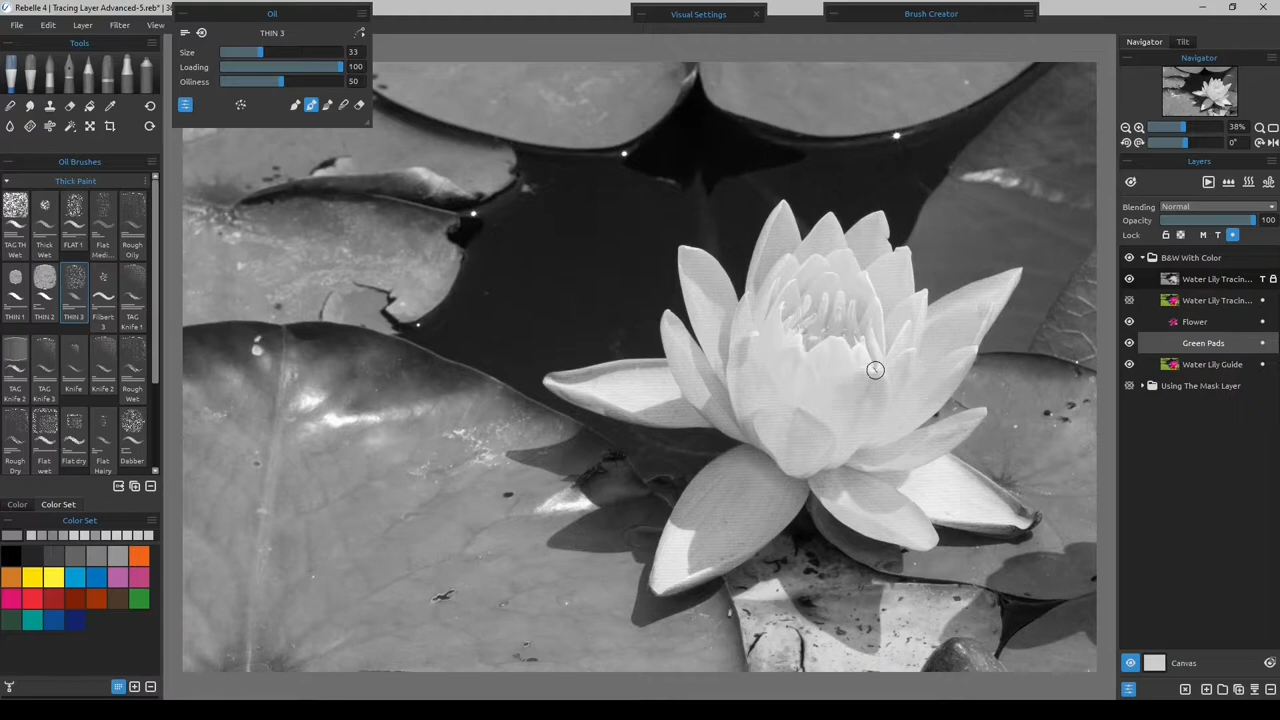 Rebelle 4 | Tracing Layer Advanced-5.reb* | 3
File Edit Layer Filter View
Tools
Oil
THIN 3
Size 33
Loading 100
Oiliness 50
Visual Settings
Brush Creator
Oil Brushes
Thick Paint
TAG TH Wet
Thick Wet
FLAT 1
Flat Medi...
Rough Oily
THIN 1
THIN 2
THIN 3
Filbert 3
TAG Knife 1
TAG Knife 2
TAG Knife 3
Knife
Knife 2
Rough Wet
Rough Dry
Flat wet
Flat dry
Flat Hairy
Dabber
Color Color Set
Color Set
Navigator Tilt
Navigator
38%
0°
Layers
Blending Normal
Opacity 100
Lock M T
B&W With Color
Water Lily Tracin... T
Water Lily Tracin...
Flower
Green Pads
Water Lily Guide
Using The Mask Layer
Canvas